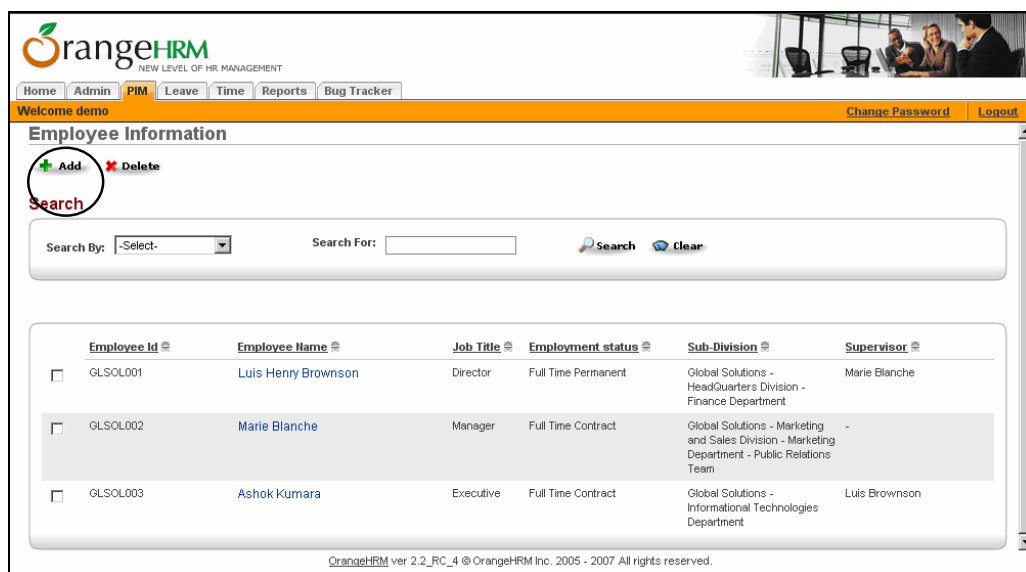 OrangeHRM
NEW LEVEL OF HR MANAGEMENT
Home Admin PIM Leave Time Reports Bug Tracker
Welcome demo Change Password Logout
Employee Information
Add Delete
Search
Search By: -Select- Search For: Search Clear
Employee Id Employee Name Job Title Employment status Sub-Division Supervisor
GLSOL001 Luis Henry Brownson Director Full Time Permanent Global Solutions - Marie Blanche
HeadQuarters Division -
Finance Department
GLSOL002 Marie Blanche Manager Full Time Contract Global Solutions - Marketing -
and Sales Division - Marketing
Department - Public Relations
Team
GLSOL003 Ashok Kumara Executive Full Time Contract Global Solutions - Luis Brownson
Informational Technologies
Department
OrangeHRM ver 2.2_RC_4 © OrangeHRM Inc. 2005 - 2007 All rights reserved.